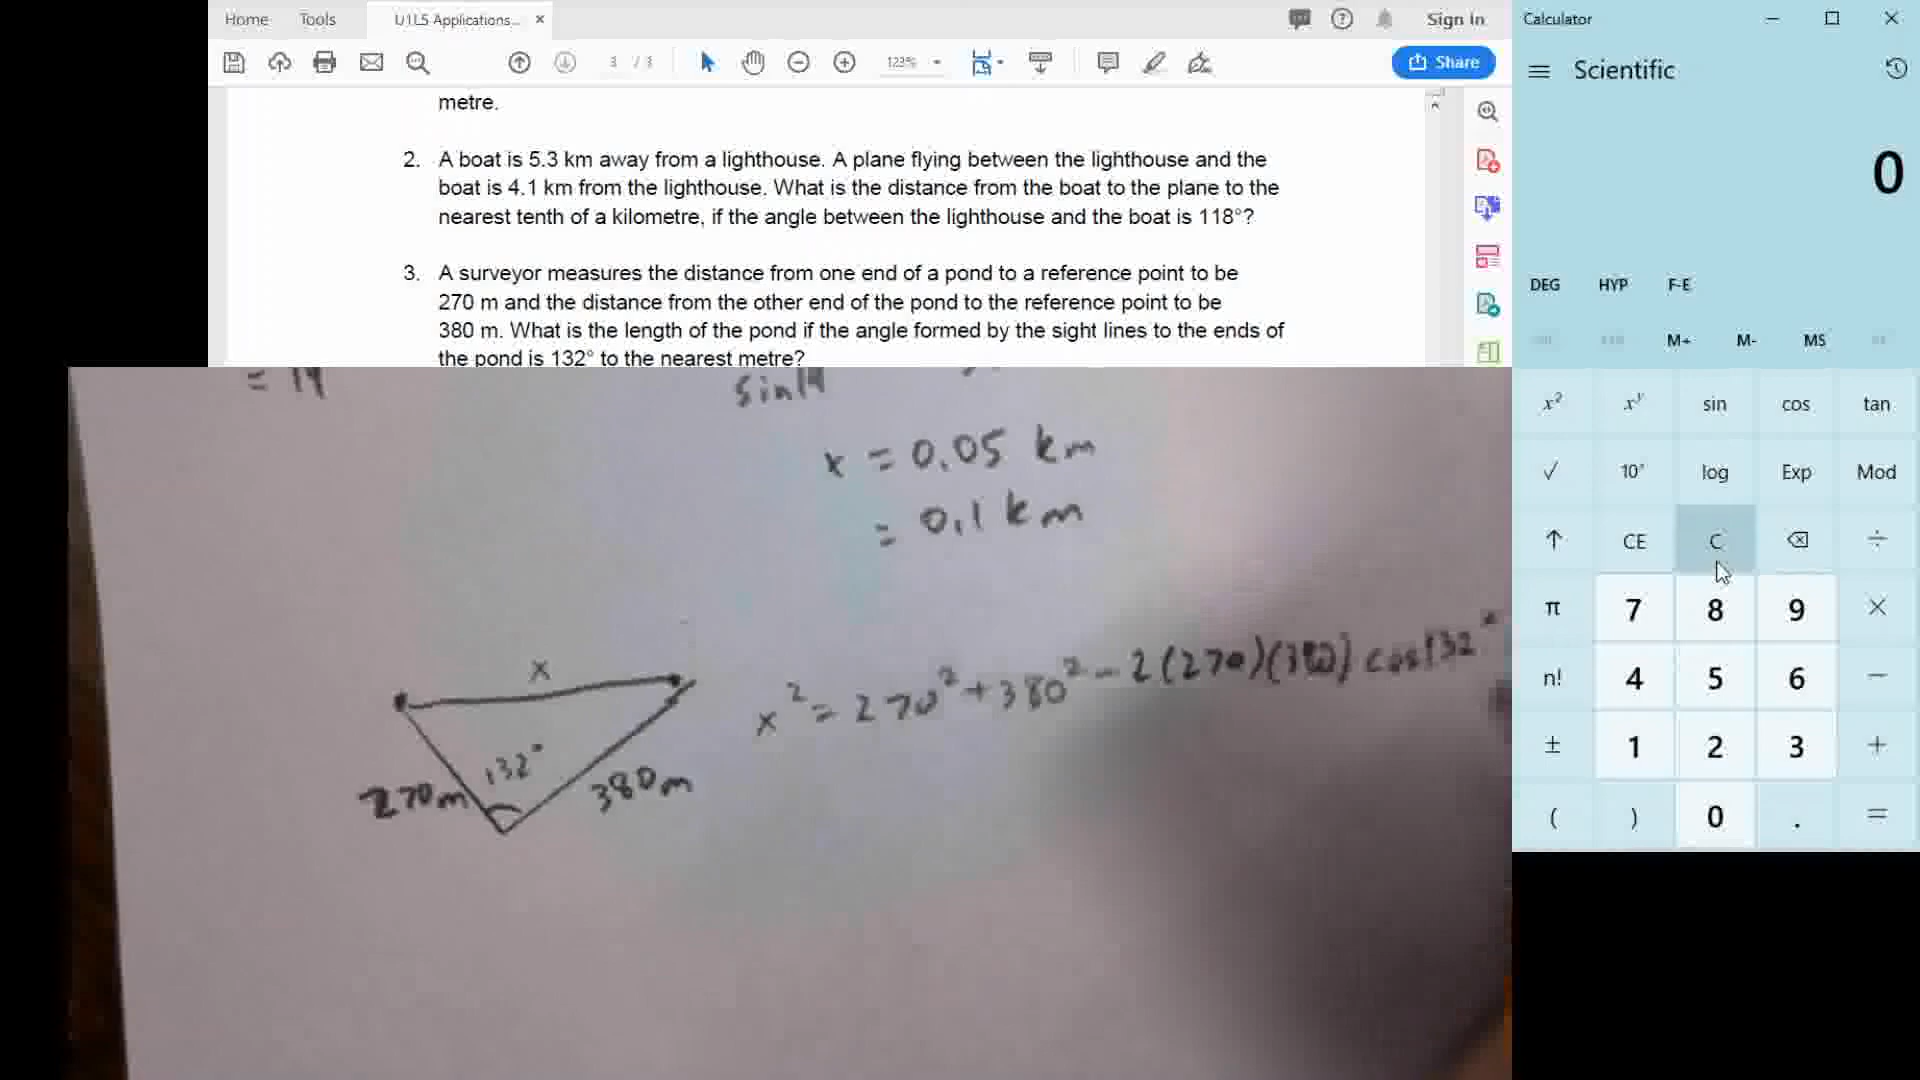 Home Tools U1L5 Applications... × Sign In
3 / 3 123% Share
metre.
2. A boat is 5.3 km away from a lighthouse. A plane flying between the lighthouse and the
boat is 4.1 km from the lighthouse. What is the distance from the boat to the plane to the
nearest tenth of a kilometre, if the angle between the lighthouse and the boat is 118°?
3. A surveyor measures the distance from one end of a pond to a reference point to be
270 m and the distance from the other end of the pond to the reference point to be
380 m. What is the length of the pond if the angle formed by the sight lines to the ends of
the pond is 132° to the nearest metre?
= 14
sin14
x = 0.05 km
= 0.1 km
x
132°
270m
380m
x² = 270² + 380² - 2(270)(380) cos132°
Calculator
Scientific
0
DEG HYP F-E
M+ M- MS
x² xʸ sin cos tan
√ 10ˣ log Exp Mod
↑ CE C ÷
π 7 8 9 ×
n! 4 5 6 −
± 1 2 3 +
( ) 0 . =